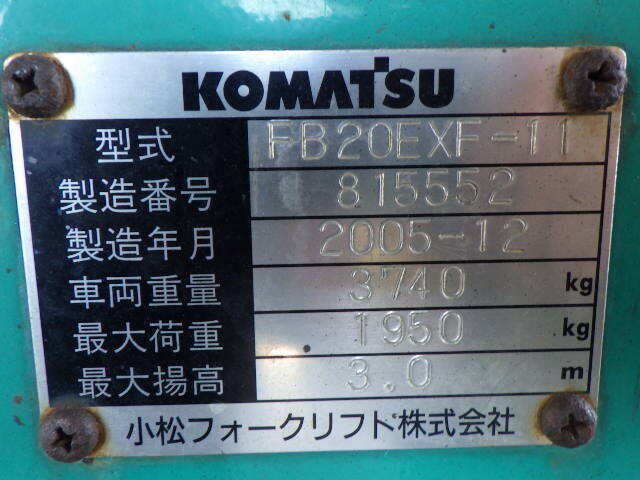 KOMATSU
型式 FB20EXF-11
製造番号 815552
製造年月 2005-12
車両重量 3740 kg
最大荷重 1950 kg
最大揚高 3.0 m
小松フォークリフト株式会社